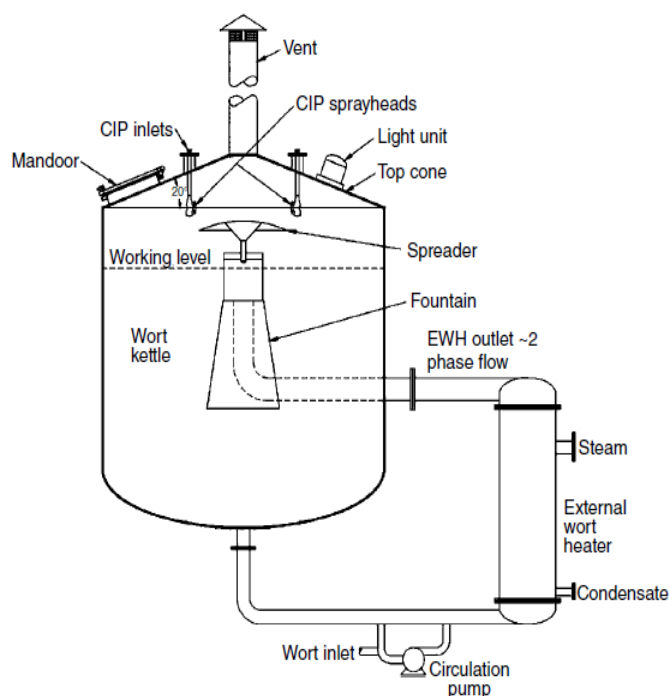 Vent
CIP sprayheads
CIP inlets
Light unit
Mandoor
Top cone
20°
Spreader
Working level
Fountain
Wort
kettle
EWH outlet ~2
phase flow
Steam
External
wort
heater
Condensate
Wort inlet
Circulation
pump